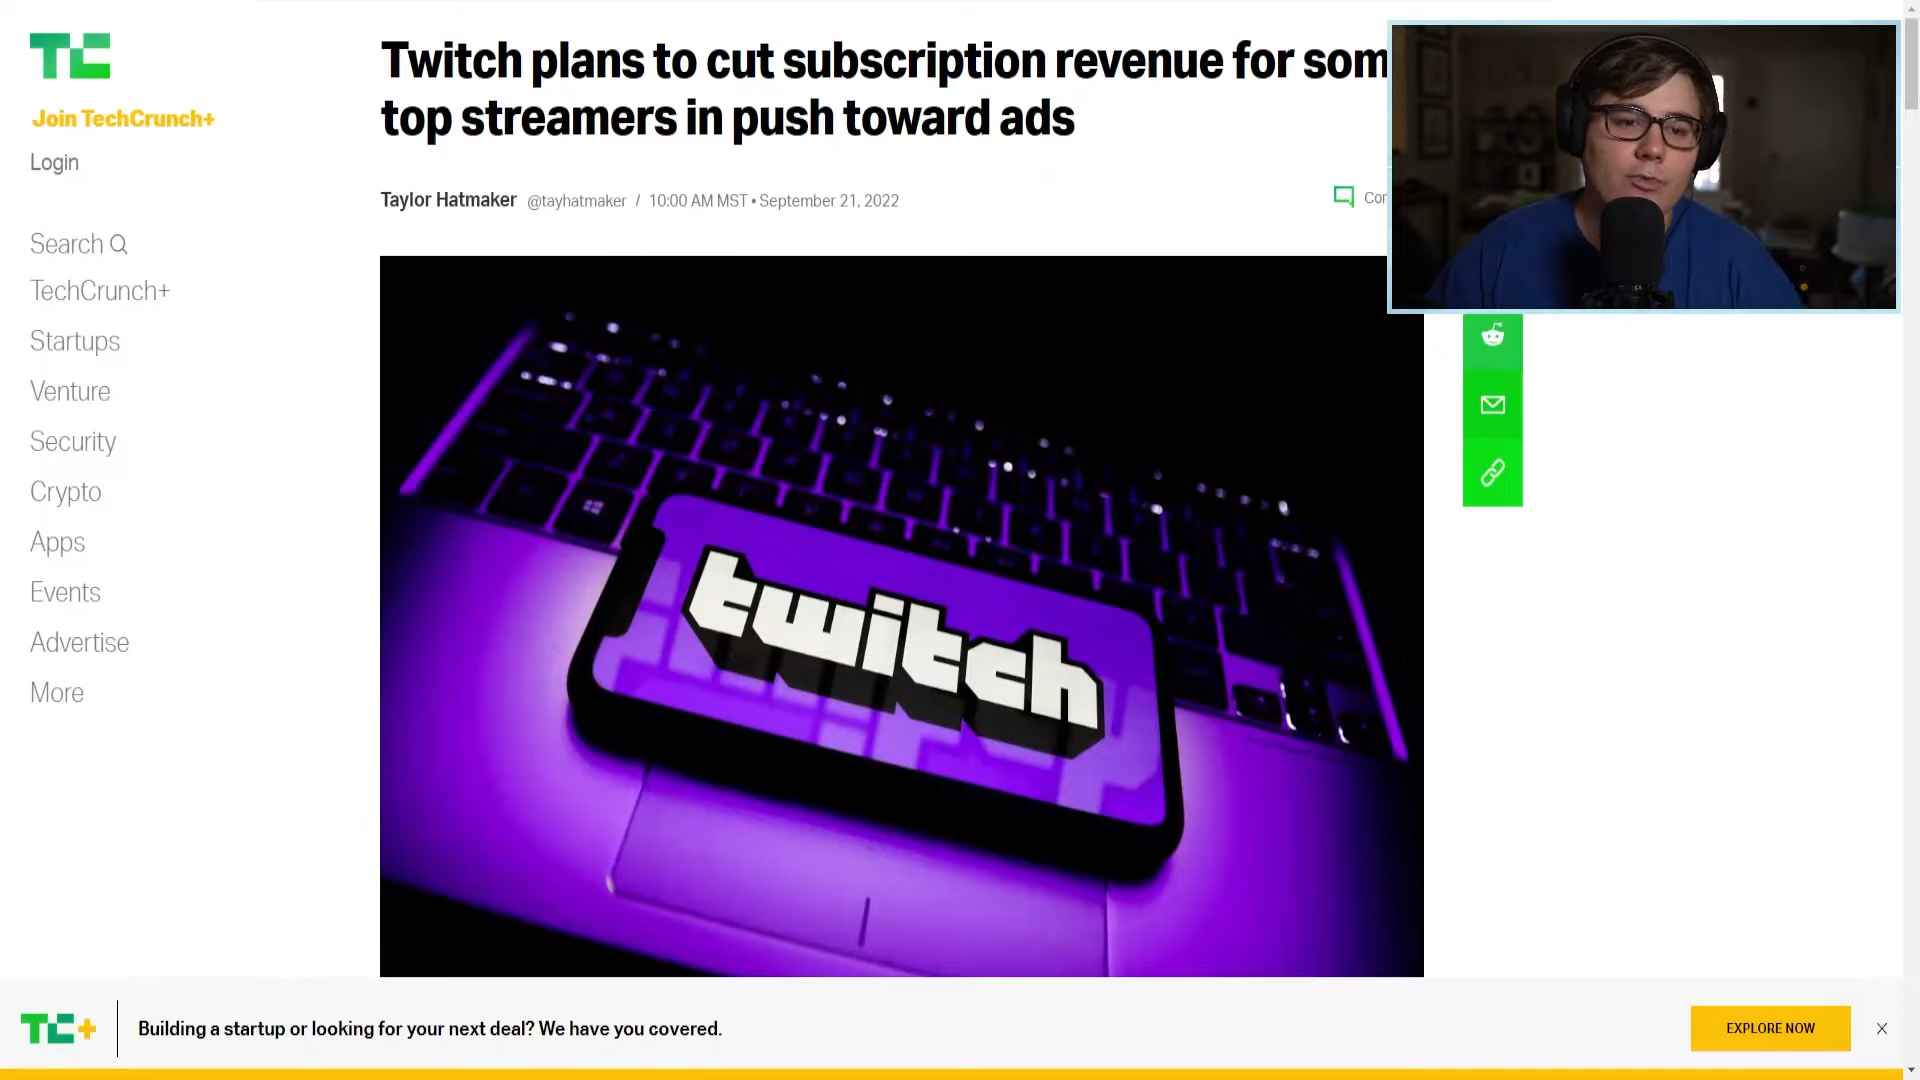 TC
Join TechCrunch+
Login
Search
TechCrunch+
Startups
Venture
Security
Crypto
Apps
Events
Advertise
More
Twitch plans to cut subscription revenue for som
top streamers in push toward ads
Taylor Hatmaker @tayhatmaker / 10:00 AM MST • September 21, 2022
Co
twitch
TC+
Building a startup or looking for your next deal? We have you covered.
EXPLORE NOW